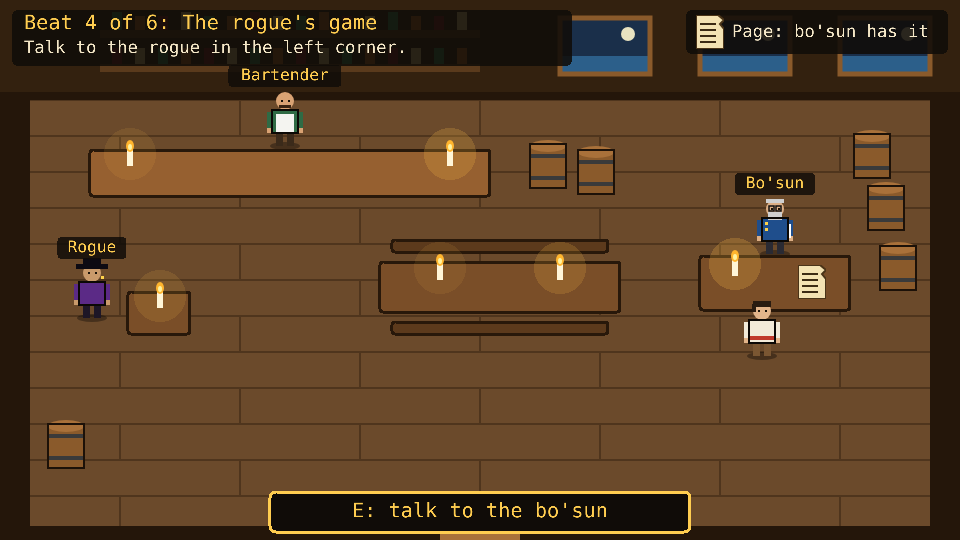 Beat 4 of 6: The rogue's game
Talk to the rogue in the left corner.
Page: bo'sun has it
Bartender
Bo'sun
Rogue
E: talk to the bo'sun